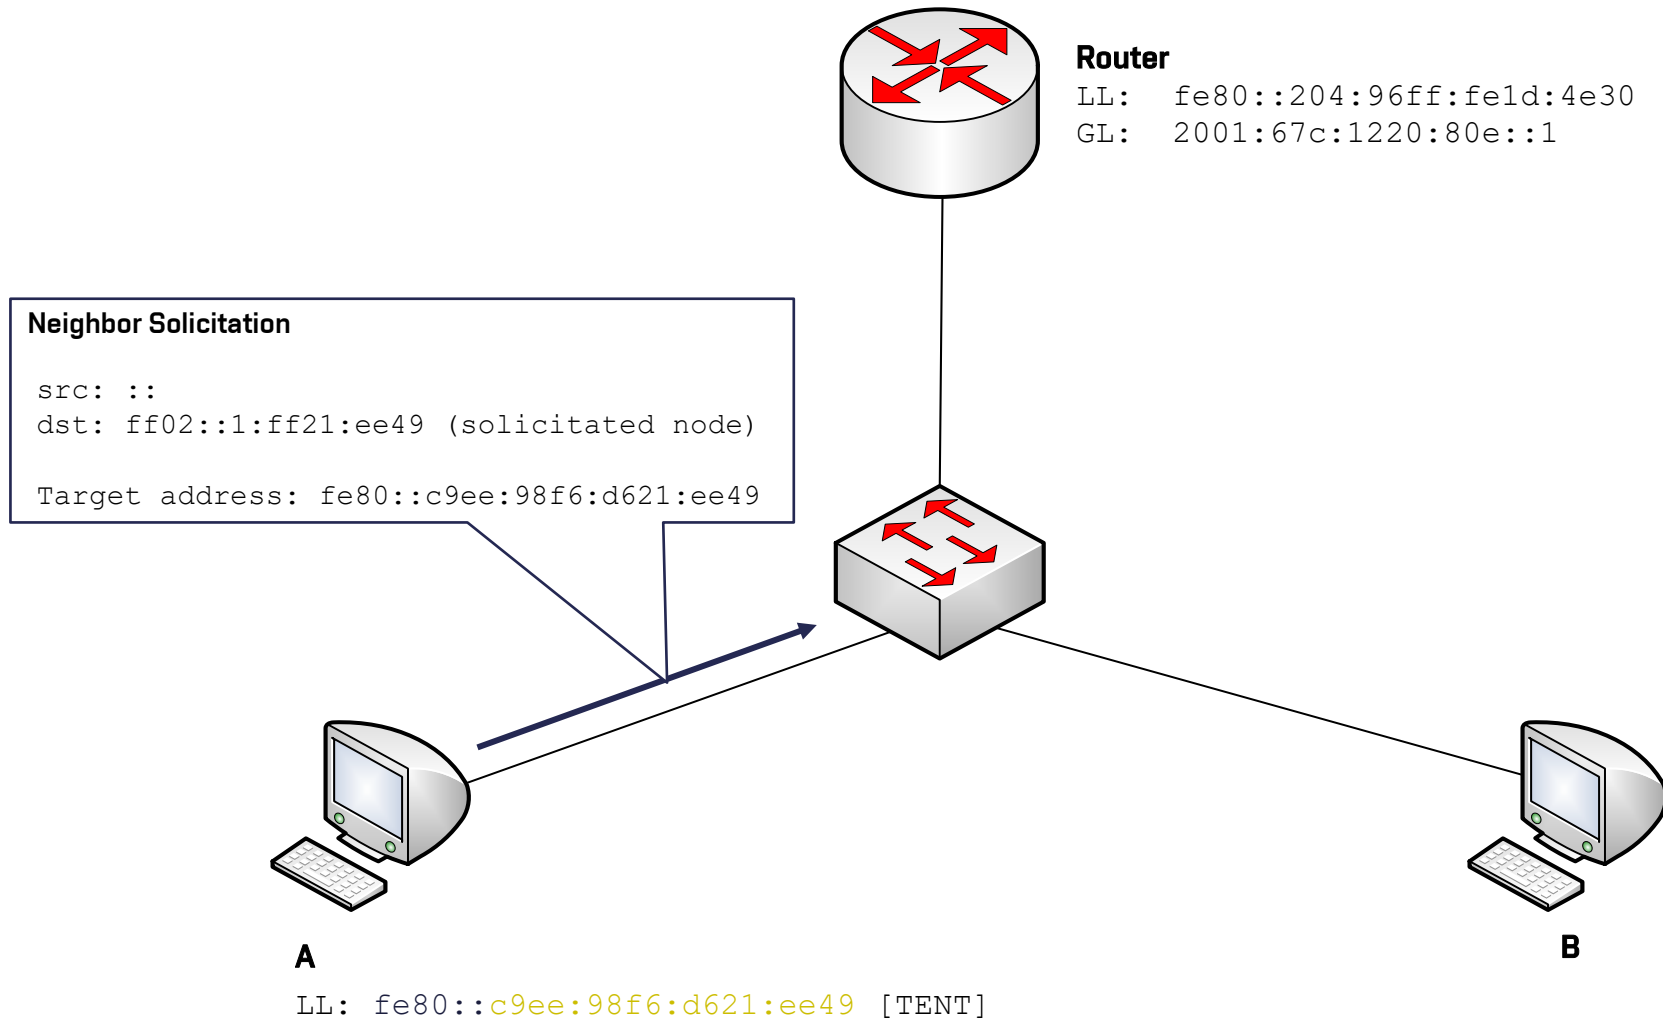 Router
LL: fe80::204:96ff:fe1d:4e30
GL: 2001:67c:1220:80e::1
Neighbor Solicitation
src: ::
dst: ff02::1:ff21:ee49 (solicitated node)
Target address: fe80::c9ee:98f6:d621:ee49
A
B
LL: fe80::c9ee:98f6:d621:ee49 [TENT]